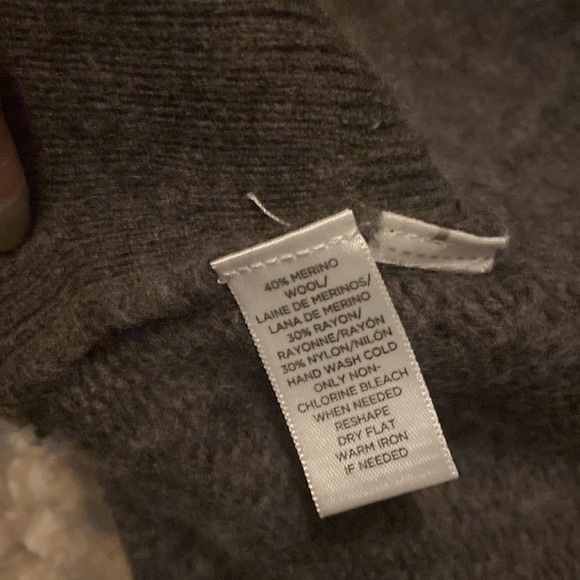 40% MERINO
WOOL/
LAINE DE MERINOS/
LANA DE MERINO
30% RAYON/
RAYONNE/RAYÓN
30% NYLON/NILÓN
HAND WASH COLD
ONLY NON-
CHLORINE BLEACH
WHEN NEEDED
RESHAPE
DRY FLAT
WARM IRON
IF NEEDED